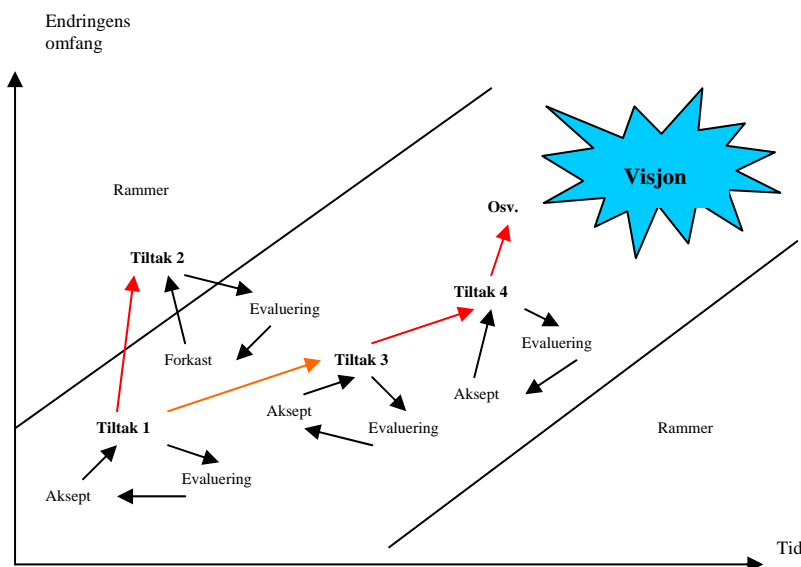 Endringens
omfang
Visjon
Rammer
Osv.
Tiltak 2
Tiltak 4
Evaluering
Evaluering
Forkast
Tiltak 3
Aksept
Aksept
Tiltak 1
Evaluering
Rammer
Evaluering
Aksept
Tid